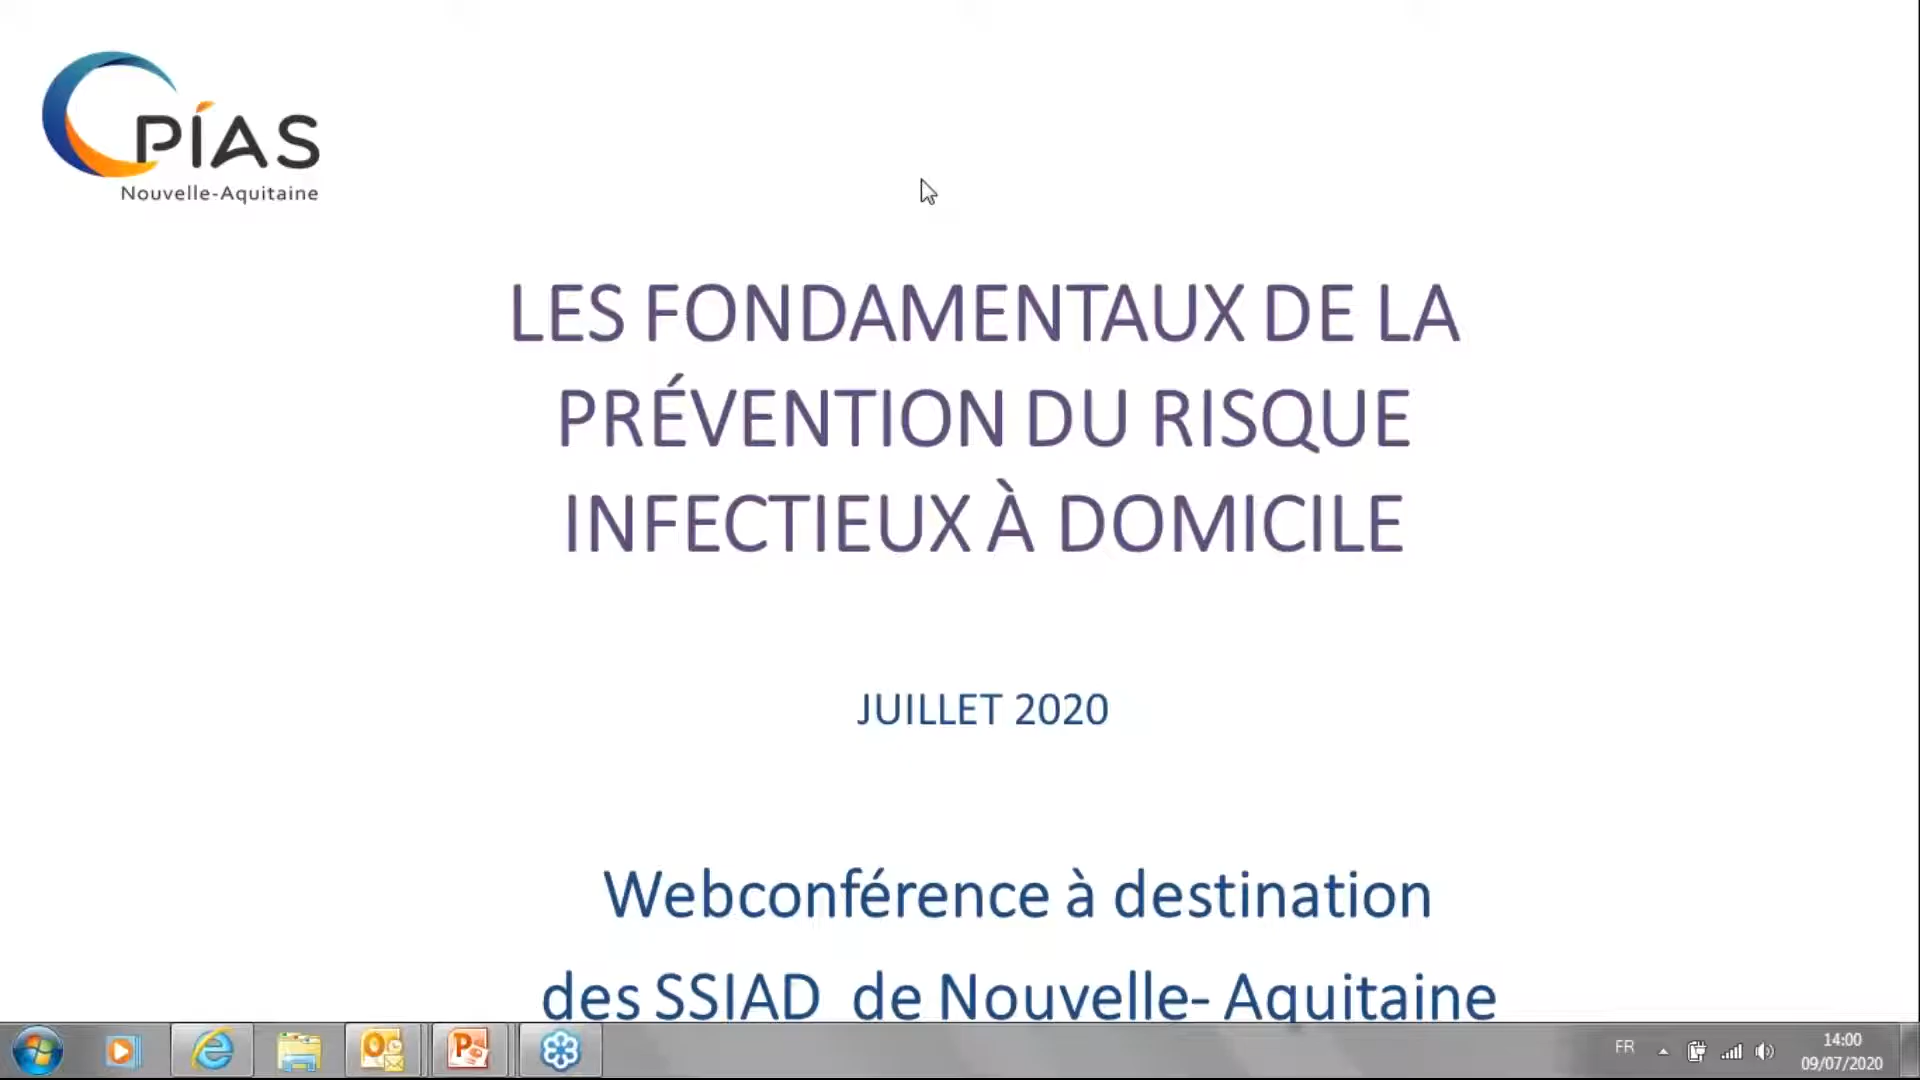 CPÍAS
Nouvelle-Aquitaine
LES FONDAMENTAUX DE LA
PRÉVENTION DU RISQUE
INFECTIEUX À DOMICILE
JUILLET 2020
Webconférence à destination
des SSIAD de Nouvelle- Aquitaine
FR
14:00
09/07/2020